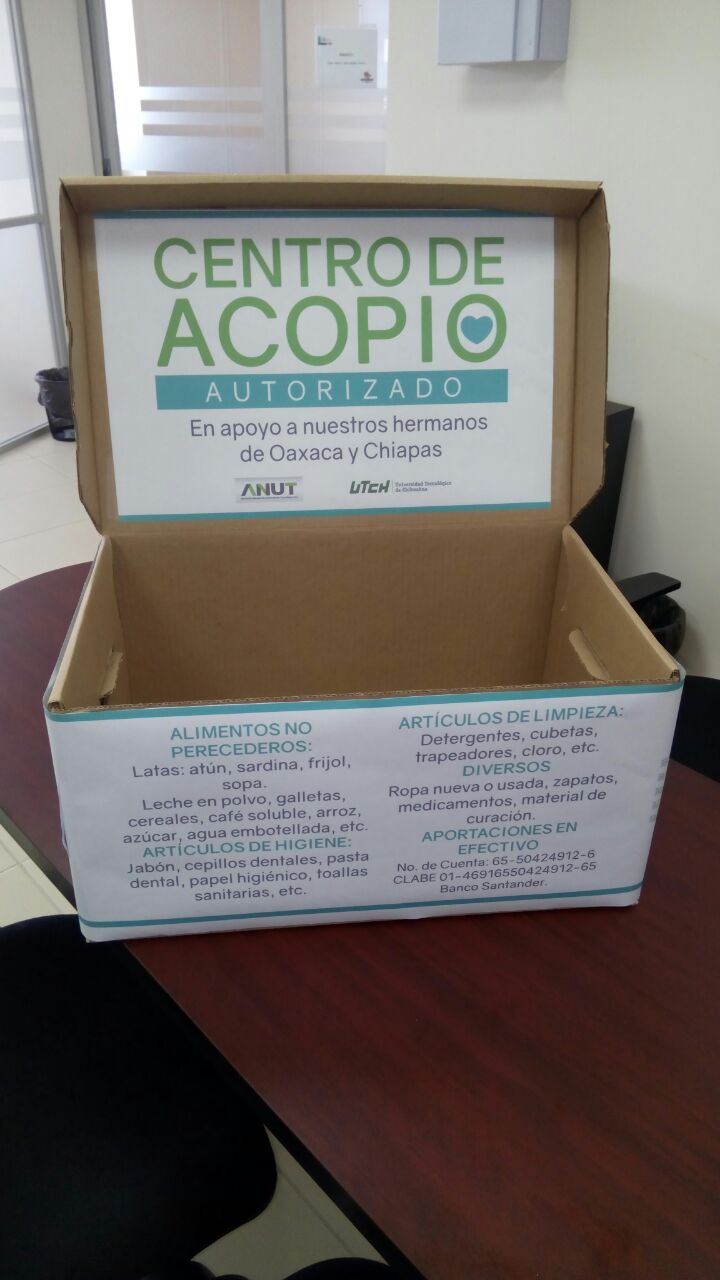 CENTRO DE
ACOPIO
AUTORIZADO
En apoyo a nuestros hermanos
de Oaxaca y Chiapas
ANUT
UTCH
Universidad Tecnológica
de Chihuahua
ALIMENTOS NO
PERECEDEROS:
Latas: atún, sardina, frijol,
sopa.
Leche en polvo, galletas,
cereales, café soluble, arroz,
azúcar, agua embotellada, etc.
ARTÍCULOS DE HIGIENE:
Jabón, cepillos dentales, pasta
dental, papel higiénico, toallas
sanitarias, etc.
ARTÍCULOS DE LIMPIEZA:
Detergentes, cubetas,
trapeadores, cloro, etc.
DIVERSOS
Ropa nueva o usada, zapatos,
medicamentos, material de
curación.
APORTACIONES EN
EFECTIVO
No. de Cuenta: 65-50424912-6
CLABE 01-46916550424912-65
Banco Santander.